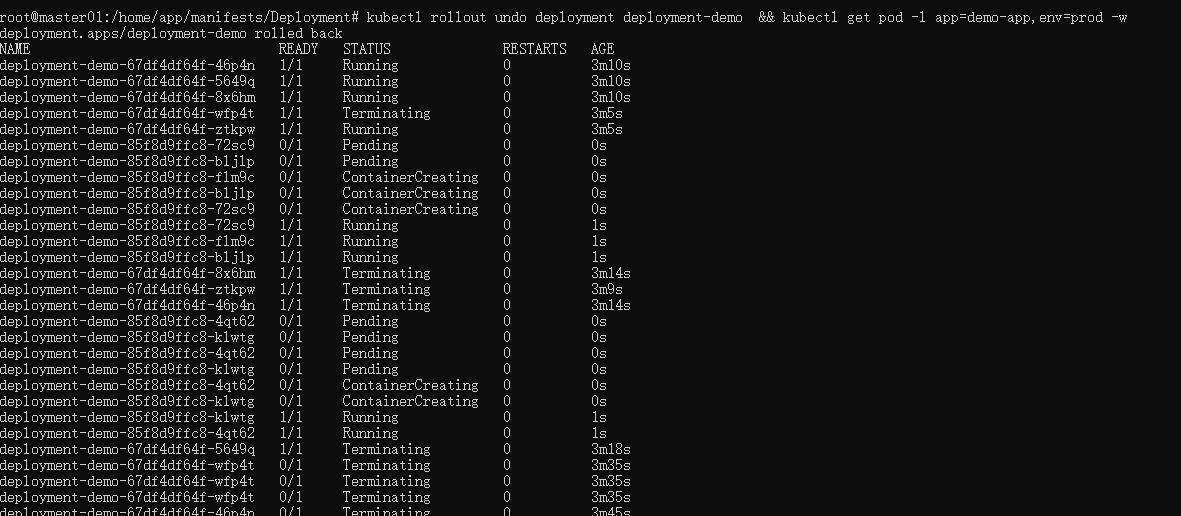 root@master01:/home/app/manifests/Deployment# kubectl rollout undo deployment deployment-demo  && kubectl get pod -l app=demo-app,env=prod -w
deployment.apps/deployment-demo rolled back
NAME                               READY   STATUS              RESTARTS   AGE
deployment-demo-67df4df64f-46p4n   1/1     Running             0          3m10s
deployment-demo-67df4df64f-5649q   1/1     Running             0          3m10s
deployment-demo-67df4df64f-8x6hm   1/1     Running             0          3m10s
deployment-demo-67df4df64f-wfp4t   1/1     Terminating         0          3m5s
deployment-demo-67df4df64f-ztkpw   1/1     Running             0          3m5s
deployment-demo-85f8d9ffc8-72sc9   0/1     Pending             0          0s
deployment-demo-85f8d9ffc8-bljlp   0/1     Pending             0          0s
deployment-demo-85f8d9ffc8-flm9c   0/1     ContainerCreating   0          0s
deployment-demo-85f8d9ffc8-bljlp   0/1     ContainerCreating   0          0s
deployment-demo-85f8d9ffc8-72sc9   0/1     ContainerCreating   0          0s
deployment-demo-85f8d9ffc8-72sc9   1/1     Running             0          1s
deployment-demo-85f8d9ffc8-flm9c   1/1     Running             0          1s
deployment-demo-85f8d9ffc8-bljlp   1/1     Running             0          1s
deployment-demo-67df4df64f-8x6hm   1/1     Terminating         0          3m14s
deployment-demo-67df4df64f-ztkpw   1/1     Terminating         0          3m9s
deployment-demo-67df4df64f-46p4n   1/1     Terminating         0          3m14s
deployment-demo-85f8d9ffc8-4qt62   0/1     Pending             0          0s
deployment-demo-85f8d9ffc8-klwtg   0/1     Pending             0          0s
deployment-demo-85f8d9ffc8-4qt62   0/1     Pending             0          0s
deployment-demo-85f8d9ffc8-klwtg   0/1     Pending             0          0s
deployment-demo-85f8d9ffc8-4qt62   0/1     ContainerCreating   0          0s
deployment-demo-85f8d9ffc8-klwtg   0/1     ContainerCreating   0          0s
deployment-demo-85f8d9ffc8-klwtg   1/1     Running             0          1s
deployment-demo-85f8d9ffc8-4qt62   1/1     Running             0          1s
deployment-demo-67df4df64f-5649q   1/1     Terminating         0          3m18s
deployment-demo-67df4df64f-wfp4t   0/1     Terminating         0          3m35s
deployment-demo-67df4df64f-wfp4t   0/1     Terminating         0          3m35s
deployment-demo-67df4df64f-wfp4t   0/1     Terminating         0          3m35s
deployment-demo-67df4df64f-46p4n   0/1     Terminating         0          3m45s